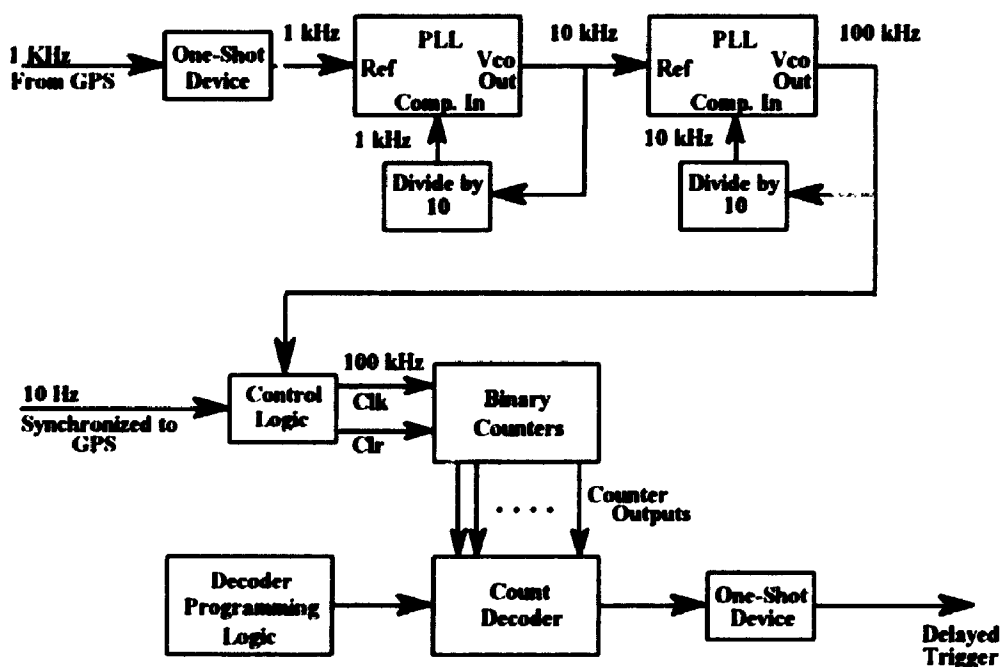 1 KHz
From GPS
One-Shot
Device
1 kHz
PLL
Ref
Vco
Out
Comp. In
1 kHz
Divide by
10
10 kHz
PLL
Ref
Vco
Out
Comp. In
10 kHz
Divide by
10
100 kHz
10 Hz
Synchronized to
GPS
Control
Logic
100 kHz
Clk
Clr
Binary
Counters
. . . .
Counter
Outputs
Decoder
Programming
Logic
Count
Decoder
One-Shot
Device
Delayed
Trigger